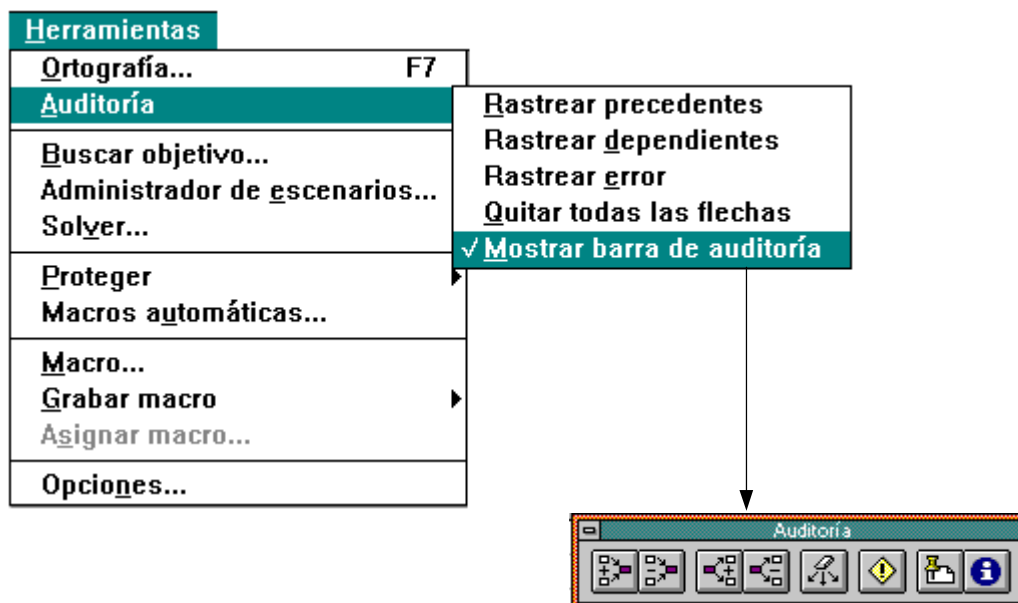 Herramientas
Ortografía... F7
Auditoría
Buscar objetivo...
Administrador de escenarios...
Solver...
Proteger
Macros automáticas...
Macro...
Grabar macro
Asignar macro...
Opciones...
Rastrear precedentes
Rastrear dependientes
Rastrear error
Quitar todas las flechas
✓ Mostrar barra de auditoría
Auditoría